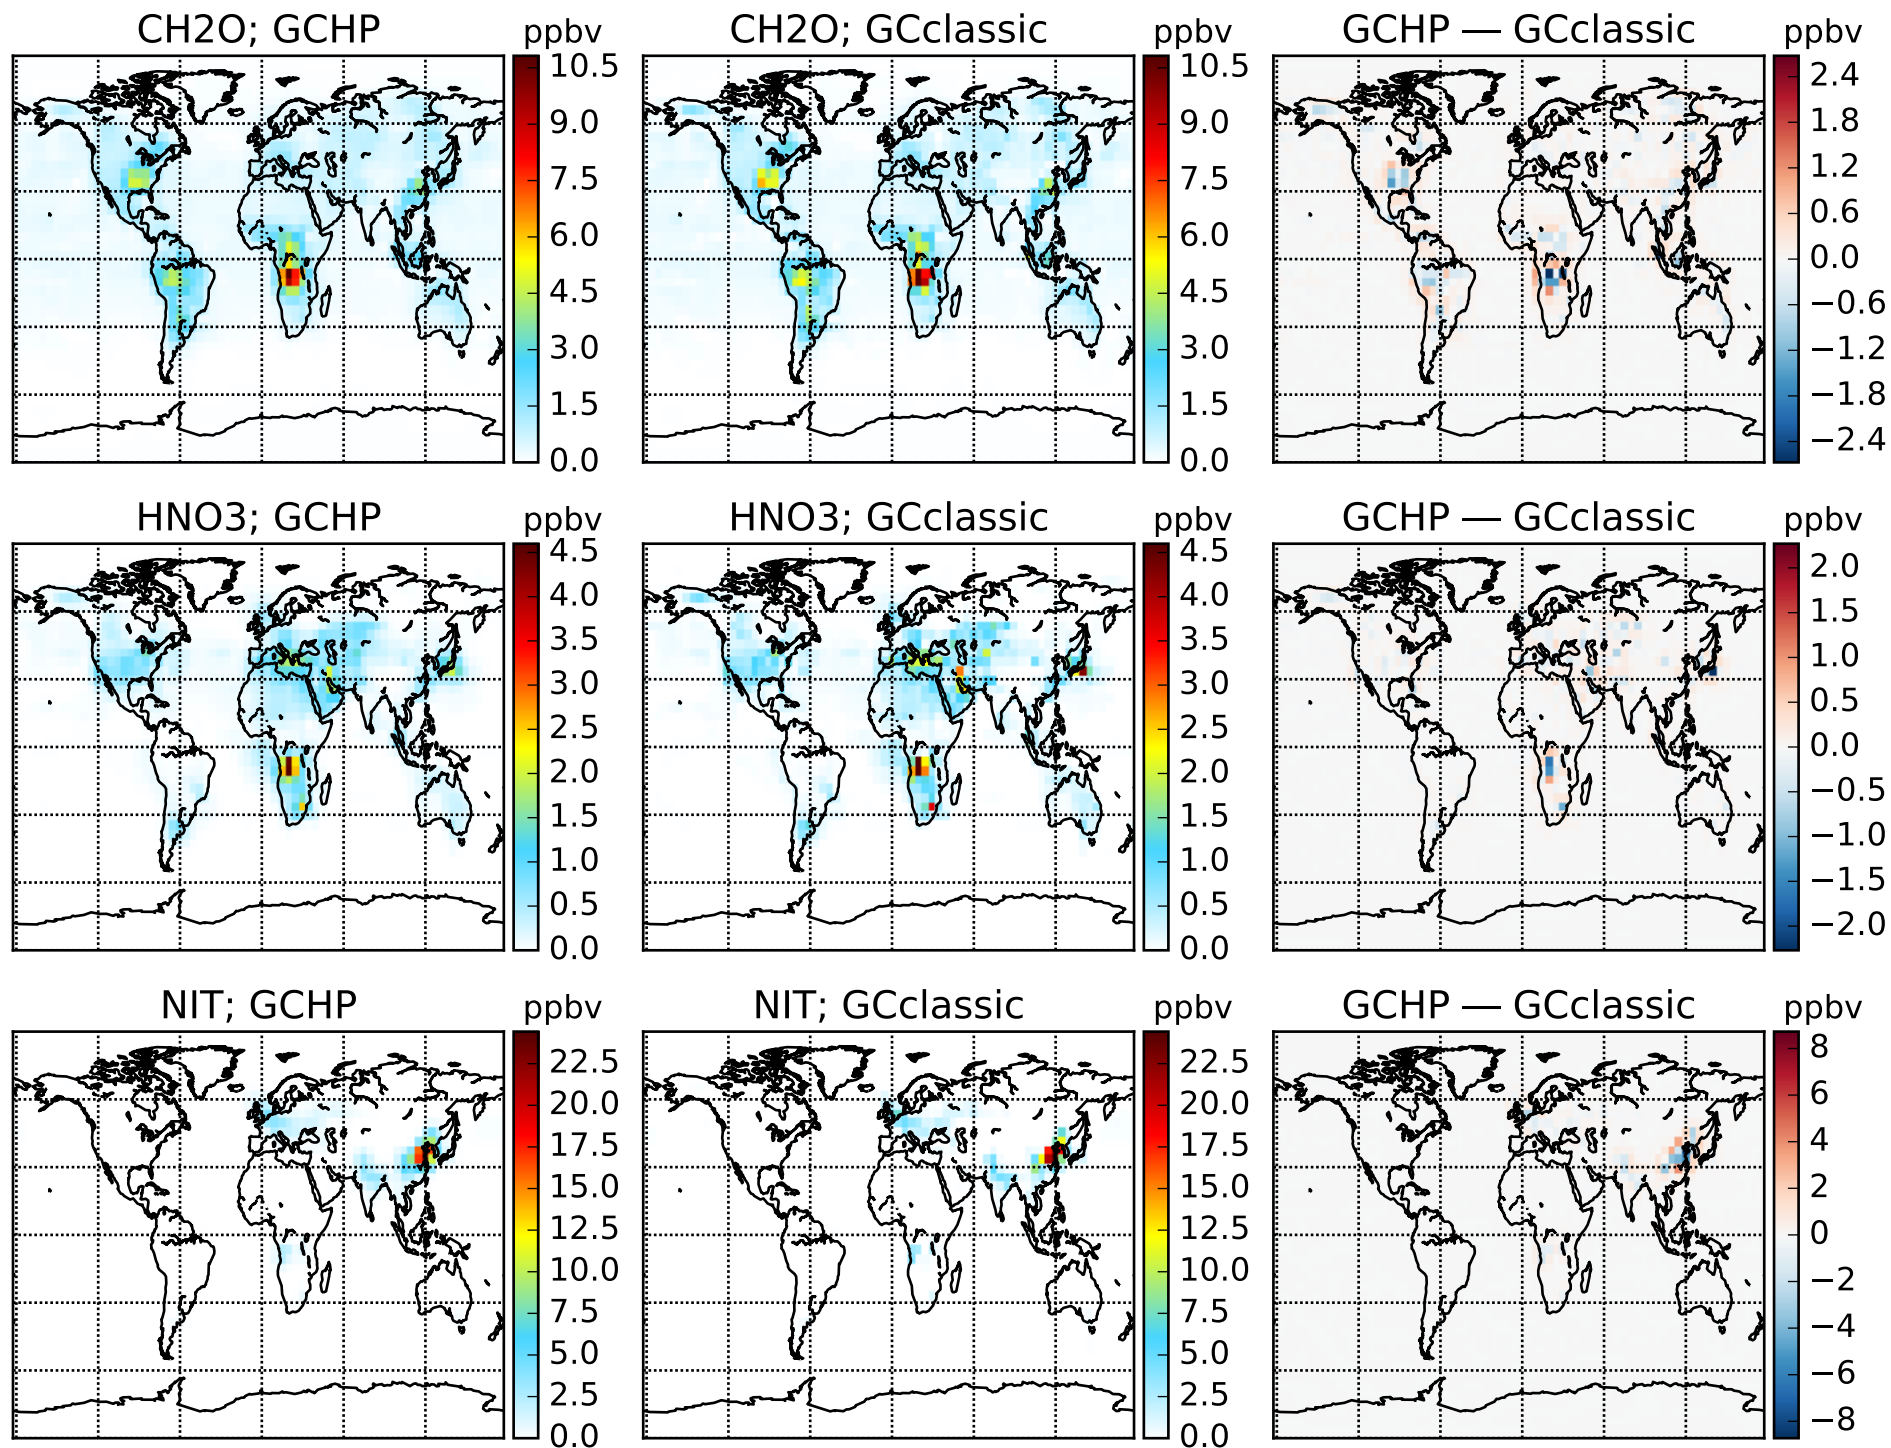 CH2O; GCHP ppbv CH2O; GCclassic ppbv GCHP — GCclassic ppbv
10.5 10.5 2.4
9.0 9.0 1.8
7.5 7.5 1.2
6.0 6.0 0.6
4.5 4.5 0.0
3.0 3.0 −0.6
1.5 1.5 −1.2
0.0 0.0 −1.8
−2.4
HNO3; GCHP ppbv HNO3; GCclassic ppbv GCHP — GCclassic ppbv
4.5 4.5 2.0
4.0 4.0 1.5
3.5 3.5 1.0
3.0 3.0 0.5
2.5 2.5 0.0
2.0 2.0 −0.5
1.5 1.5 −1.0
1.0 1.0 −1.5
0.5 0.5 −2.0
0.0 0.0
NIT; GCHP ppbv NIT; GCclassic ppbv GCHP — GCclassic ppbv
22.5 22.5 8
20.0 20.0 6
17.5 17.5 4
15.0 15.0 2
12.5 12.5 0
10.0 10.0 −2
7.5 7.5 −4
5.0 5.0 −6
2.5 2.5 −8
0.0 0.0